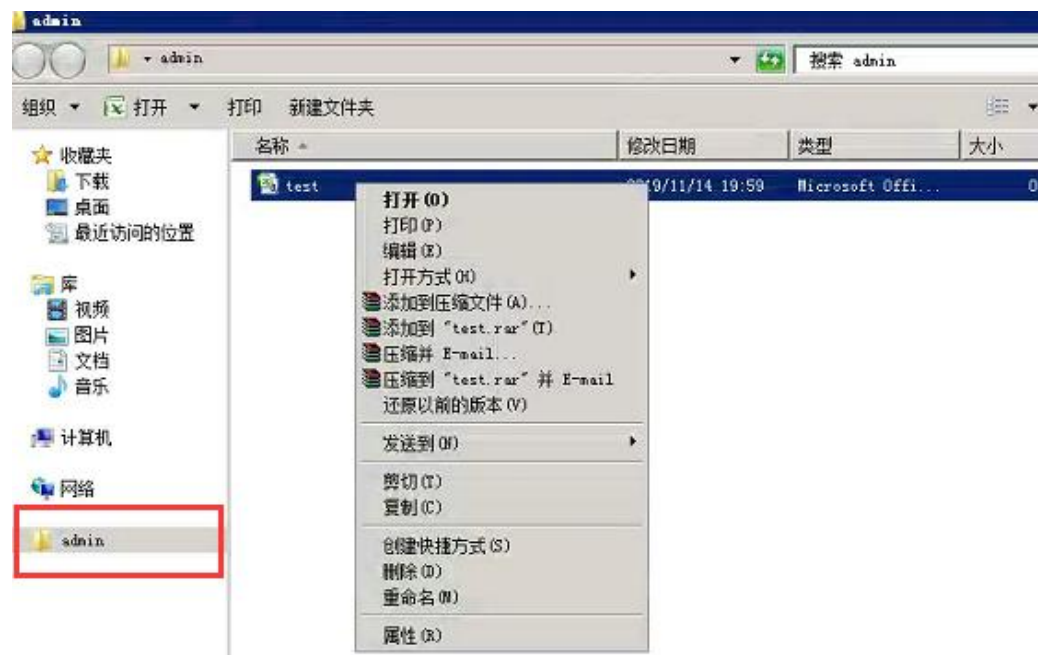 admin
admin
搜索 admin
组织 打开 打印 新建文件夹
名称 修改日期 类型 大小
收藏夹
下载
桌面
最近访问的位置
库
视频
图片
文档
音乐
计算机
网络
admin
test 2019/11/14 19:59 Microsoft Offi... 0
打开(O)
打印(P)
编辑(E)
打开方式(H)
添加到压缩文件(A)...
添加到 "test.rar"(T)
压缩并 E-mail...
压缩到 "test.rar" 并 E-mail
还原以前的版本(V)
发送到(N)
剪切(T)
复制(C)
创建快捷方式(S)
删除(D)
重命名(M)
属性(R)